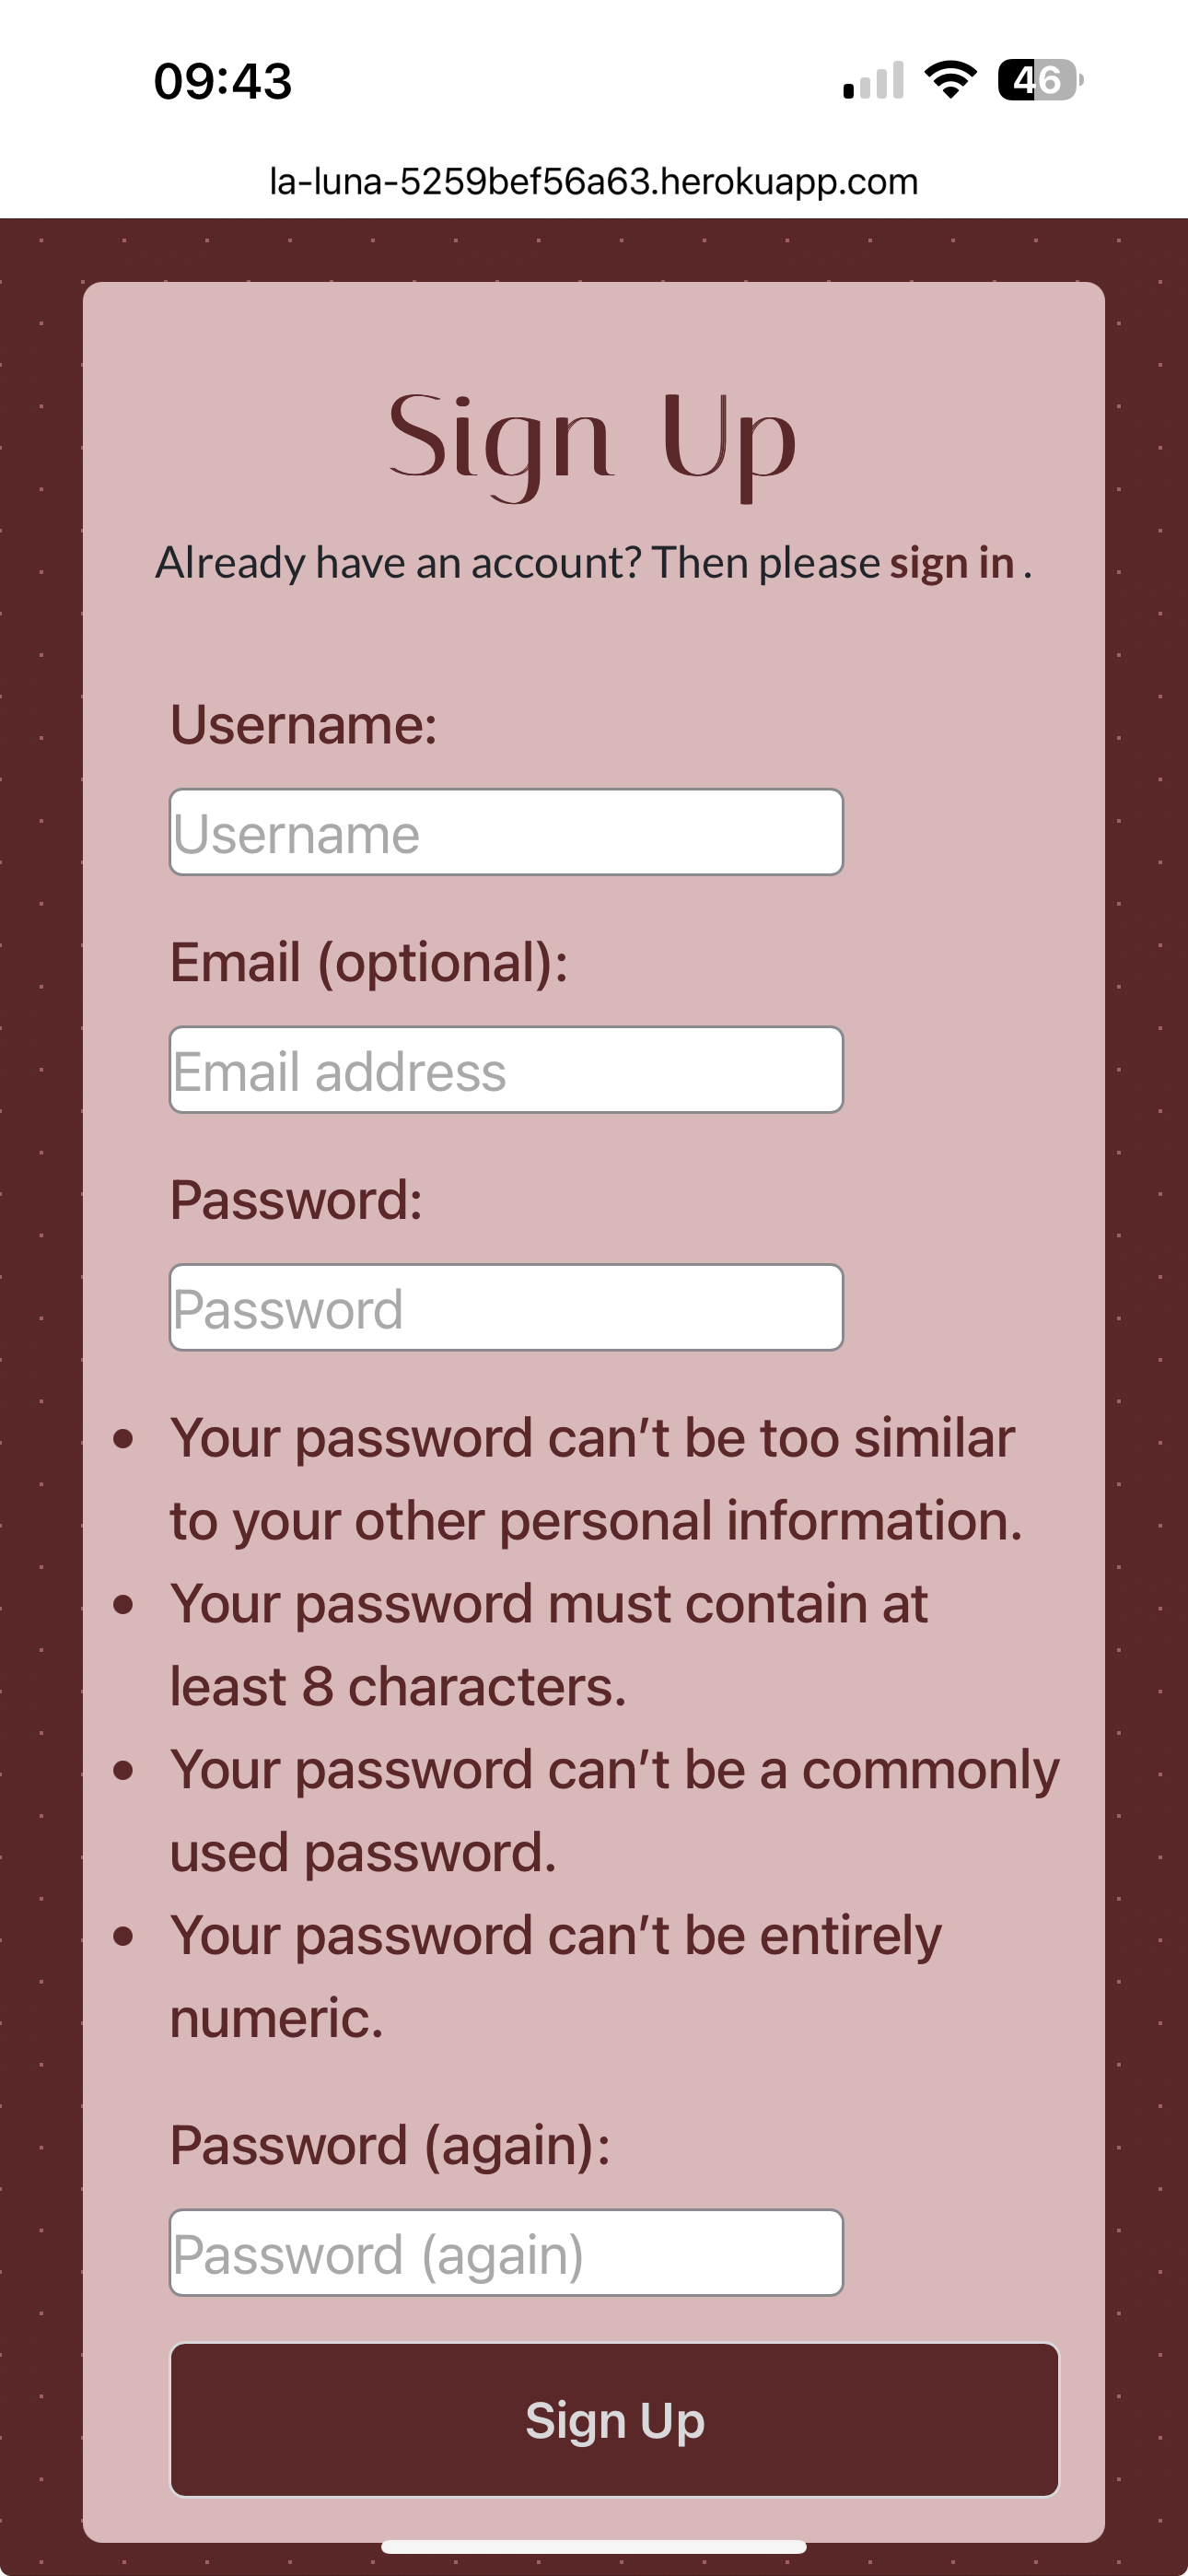 09:43
46
la-luna-5259bef56a63.herokuapp.com
Sign Up
Already have an account? Then please sign in .
Username:
Username
Email (optional):
Email address
Password:
Password
• Your password can’t be too similar
to your other personal information.
• Your password must contain at
least 8 characters.
• Your password can’t be a commonly
used password.
• Your password can’t be entirely
numeric.
Password (again):
Password (again)
Sign Up